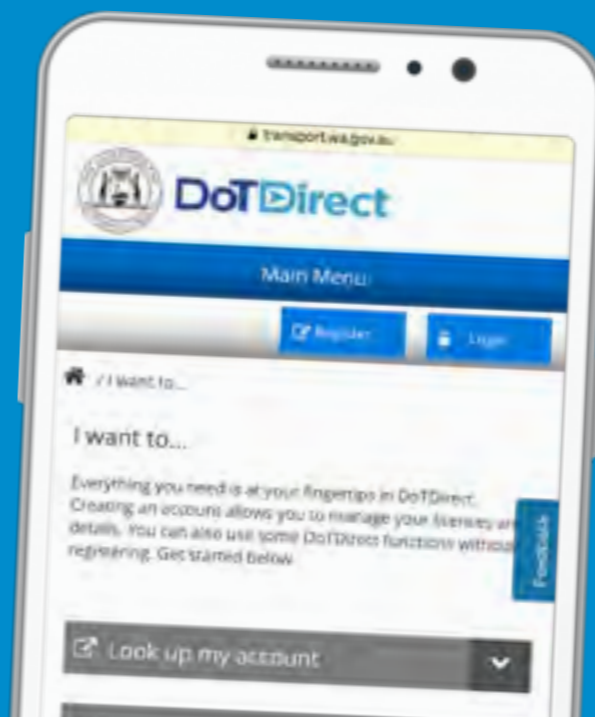 transport.wa.gov.au
DoTDirect
Main Menu
Register
Login
/ I want to...
I want to...
Everything you need is at your fingertips in DoTDirect.
Creating an account allows you to manage your licences an
details. You can also use some DoTDirect functions withou
registering. Get started below.
Feedback
Look up my account